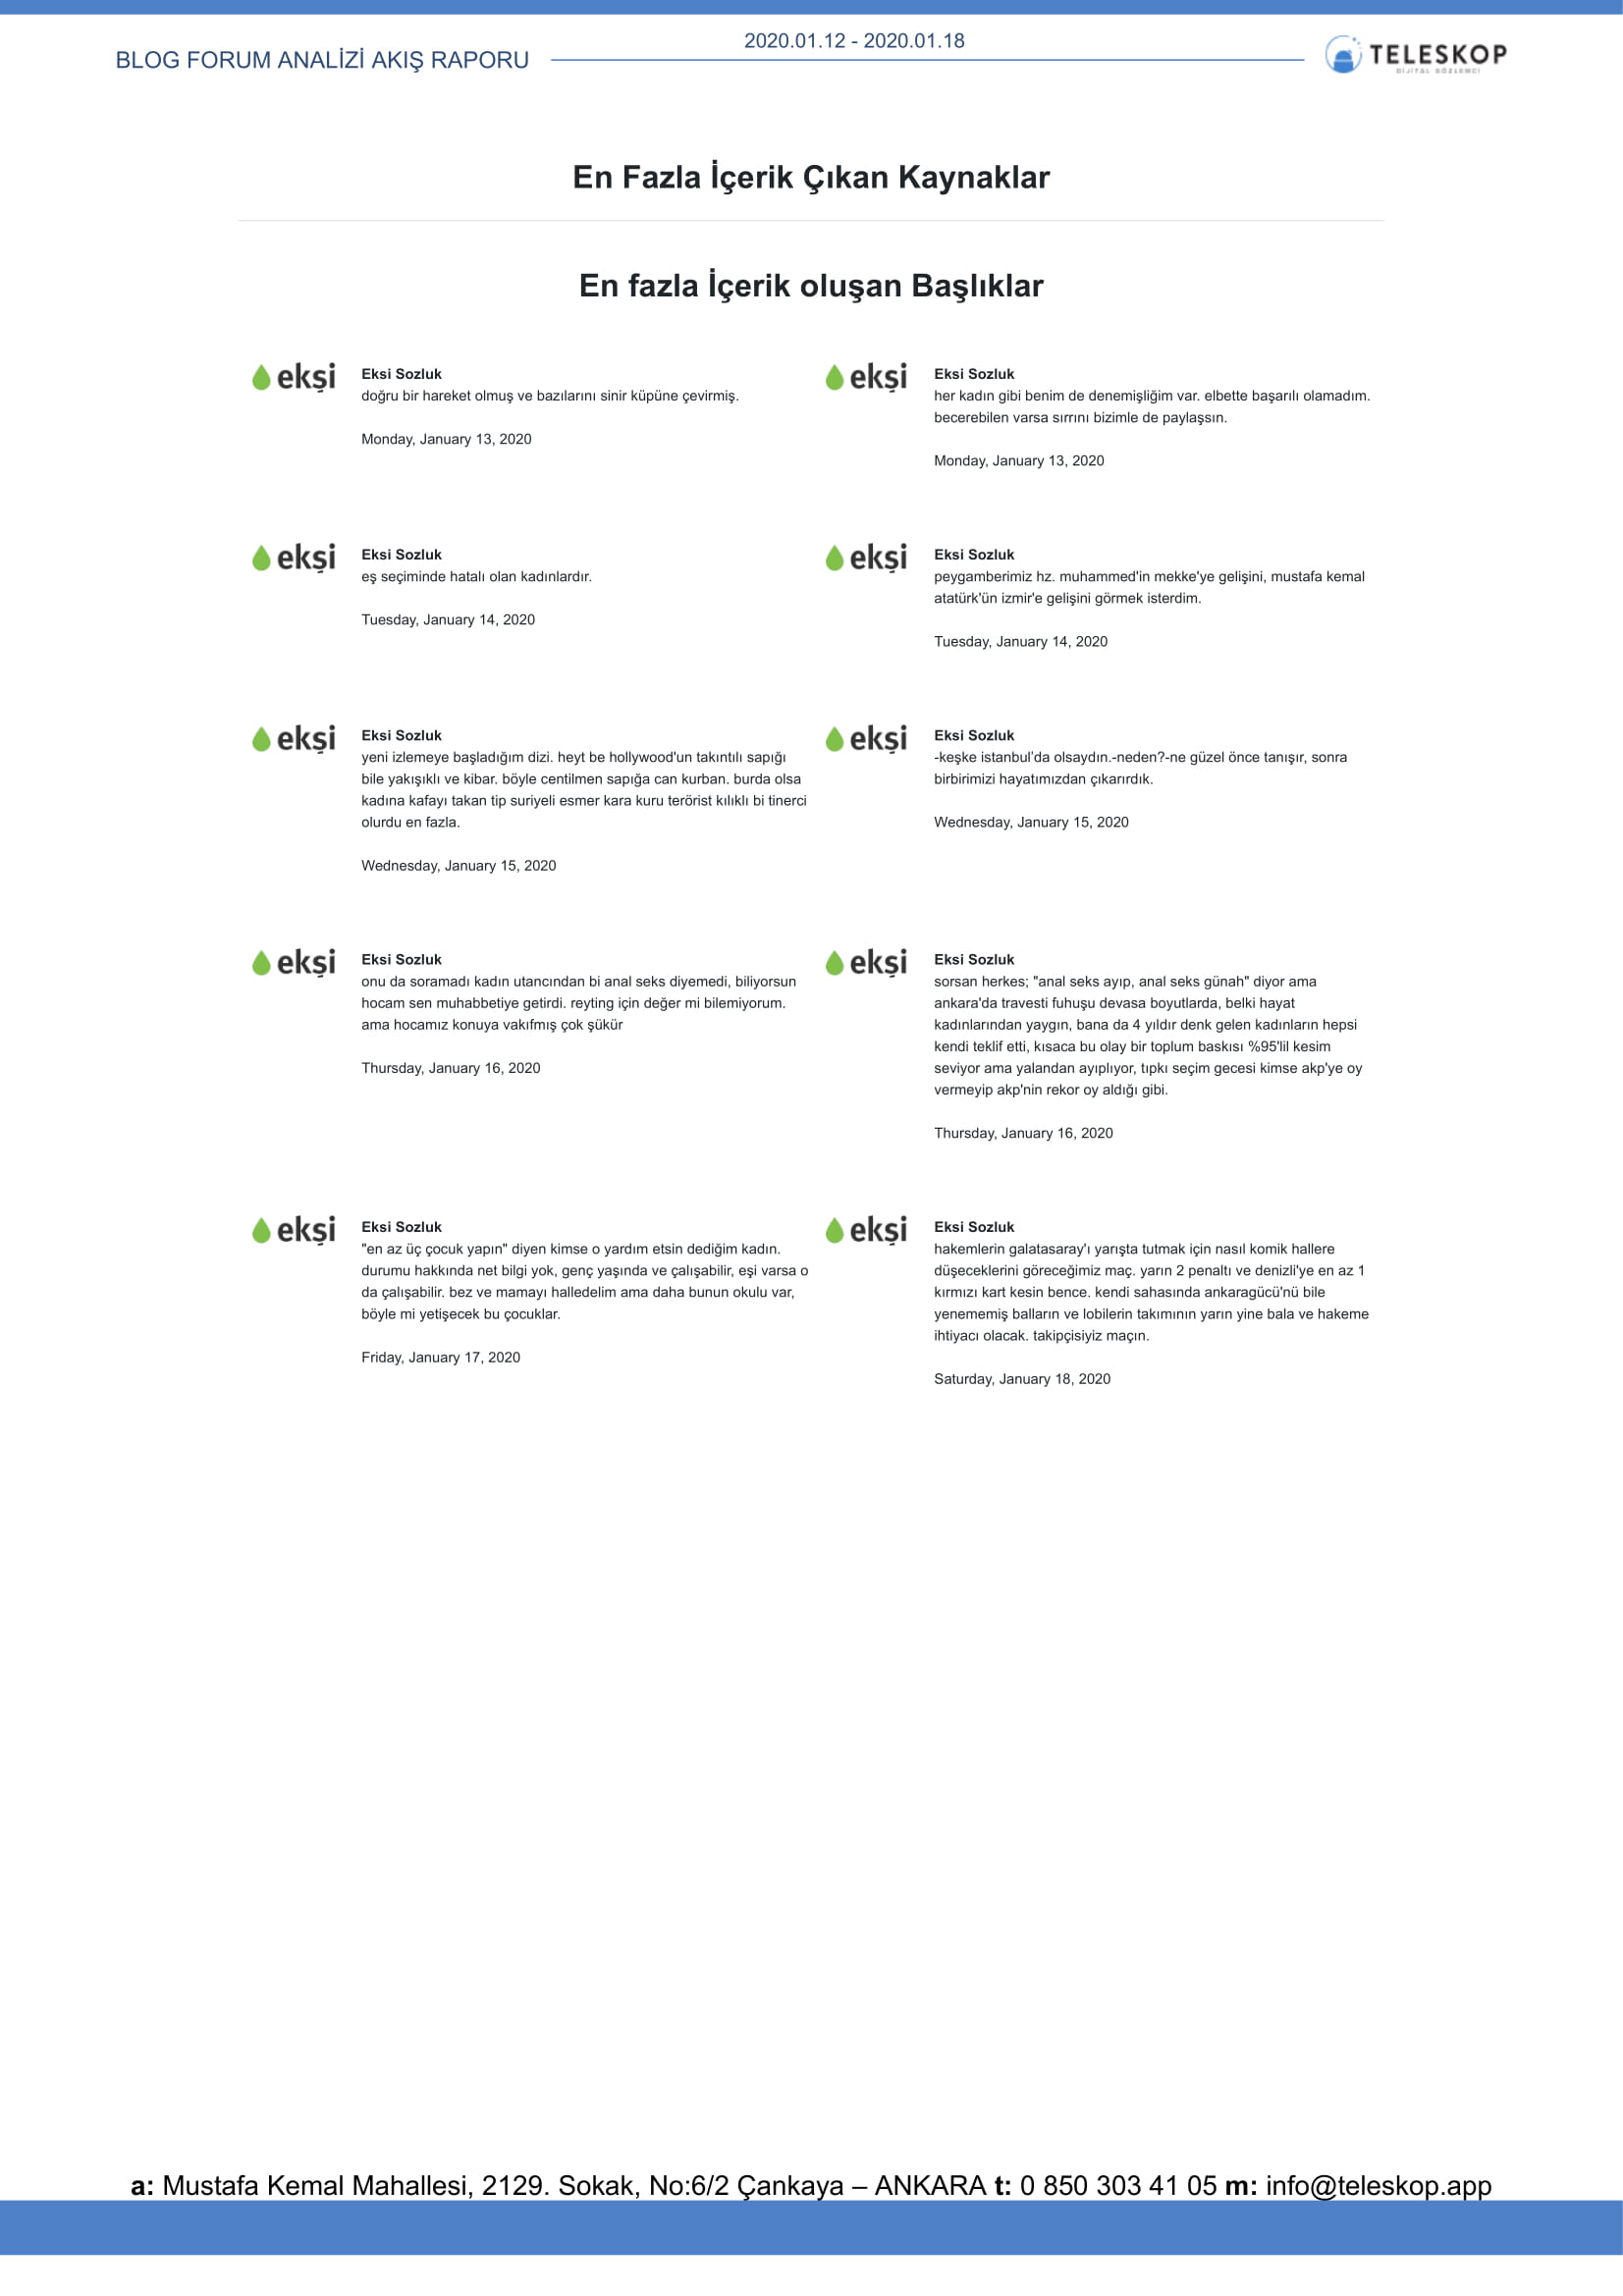 BLOG FORUM ANALİZİ AKIŞ RAPORU
2020.01.12 - 2020.01.18
TELESKOP
DİJİTAL GÖZLEMCİ
En Fazla İçerik Çıkan Kaynaklar
En fazla İçerik oluşan Başlıklar
ekşi
Eksi Sozluk
doğru bir hareket olmuş ve bazılarını sinir küpüne çevirmiş.
Monday, January 13, 2020
ekşi
Eksi Sozluk
her kadın gibi benim de denemişliğim var. elbette başarılı olamadım.
becerebilen varsa sırrını bizimle de paylaşsın.
Monday, January 13, 2020
ekşi
Eksi Sozluk
eş seçiminde hatalı olan kadınlardır.
Tuesday, January 14, 2020
ekşi
Eksi Sozluk
peygamberimiz hz. muhammed'in mekke'ye gelişini, mustafa kemal
atatürk'ün izmir'e gelişini görmek isterdim.
Tuesday, January 14, 2020
ekşi
Eksi Sozluk
yeni izlemeye başladığım dizi. heyt be hollywood'un takıntılı sapığı
bile yakışıklı ve kibar. böyle centilmen sapığa can kurban. burda olsa
kadına kafayı takan tip suriyeli esmer kara kuru terörist kılıklı bi tinerci
olurdu en fazla.
Wednesday, January 15, 2020
ekşi
Eksi Sozluk
-keşke istanbul'da olsaydın.-neden?-ne güzel önce tanışır, sonra
birbirimizi hayatımızdan çıkarırdık.
Wednesday, January 15, 2020
ekşi
Eksi Sozluk
onu da soramadı kadın utancından bi anal seks diyemedi, biliyorsun
hocam sen muhabbetiye getirdi. reyting için değer mi bilemiyorum.
ama hocamız konuya vakıfmış çok şükür
Thursday, January 16, 2020
ekşi
Eksi Sozluk
sorsan herkes; "anal seks ayıp, anal seks günah" diyor ama
ankara'da travesti fuhuşu devasa boyutlarda, belki hayat
kadınlarından yaygın, bana da 4 yıldır denk gelen kadınların hepsi
kendi teklif etti, kısaca bu olay bir toplum baskısı %95'lil kesim
seviyor ama yalandan ayıplıyor, tıpkı seçim gecesi kimse akp'ye oy
vermeyip akp'nin rekor oy aldığı gibi.
Thursday, January 16, 2020
ekşi
Eksi Sozluk
"en az üç çocuk yapın" diyen kimse o yardım etsin dediğim kadın.
durumu hakkında net bilgi yok, genç yaşında ve çalışabilir, eşi varsa o
da çalışabilir. bez ve mamayı halledelim ama daha bunun okulu var,
böyle mi yetişecek bu çocuklar.
Friday, January 17, 2020
ekşi
Eksi Sozluk
hakemlerin galatasaray'ı yarışta tutmak için nasıl komik hallere
düşeceklerini göreceğimiz maç. yarın 2 penaltı ve denizli'ye en az 1
kırmızı kart kesin bence. kendi sahasında ankaragücü'nü bile
yenememiş balların ve lobilerin takımının yarın yine bala ve hakeme
ihtiyacı olacak. takipçisiyiz maçın.
Saturday, January 18, 2020
a: Mustafa Kemal Mahallesi, 2129. Sokak, No:6/2 Çankaya – ANKARA t: 0 850 303 41 05 m: info@teleskop.app